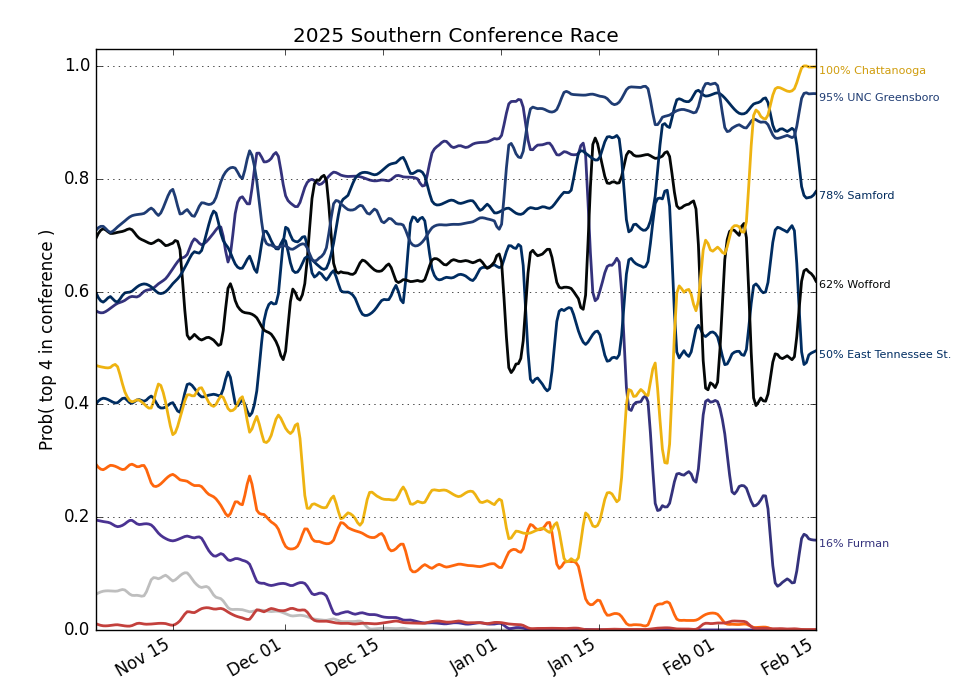 2025 Southern Conference Race
Prob( top 4 in conference )
1.0
0.8
0.6
0.4
0.2
0.0
100% Chattanooga
95% UNC Greensboro
78% Samford
62% Wofford
50% East Tennessee St.
16% Furman
Nov 15
Dec 01
Dec 15
Jan 01
Jan 15
Feb 01
Feb 15